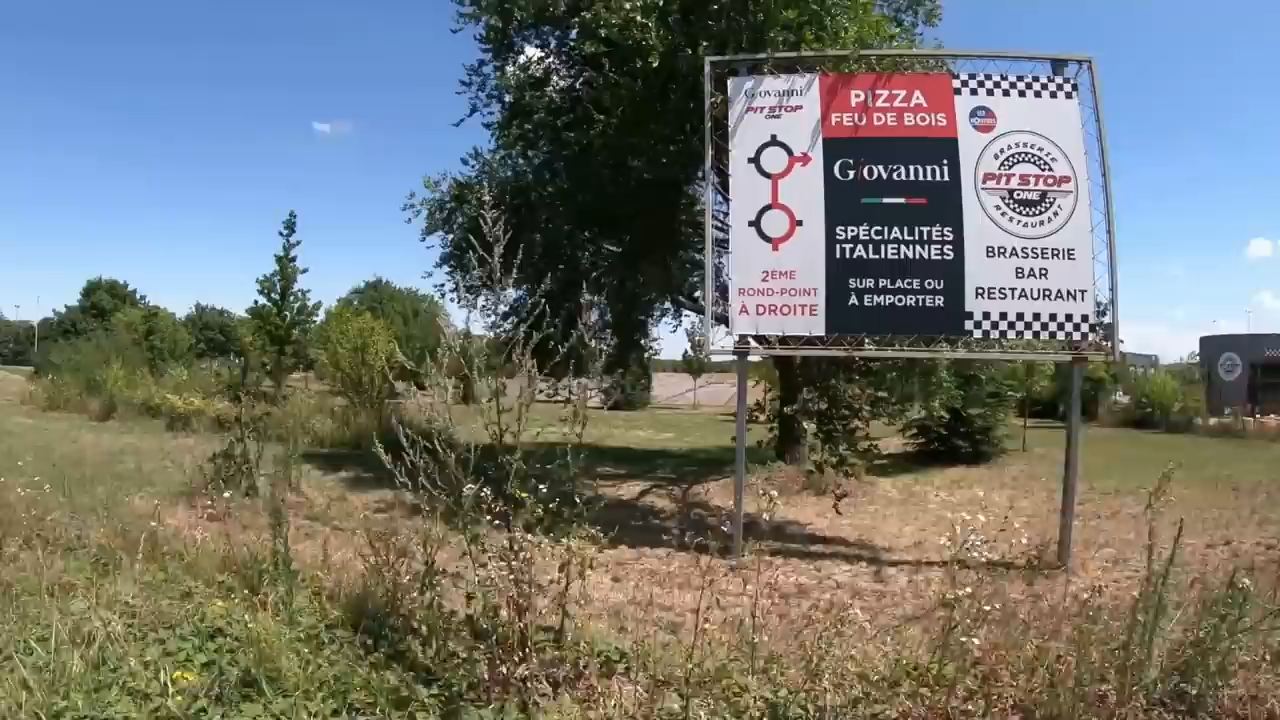 Giovanni
PIT STOP
ONE
2ÈME
ROND-POINT
À DROITE
PIZZA
FEU DE BOIS
Giovanni
SPÉCIALITÉS
ITALIENNES
SUR PLACE OU
À EMPORTER
BRASSERIE
PIT STOP
ONE
RESTAURANT
BRASSERIE
BAR
RESTAURANT